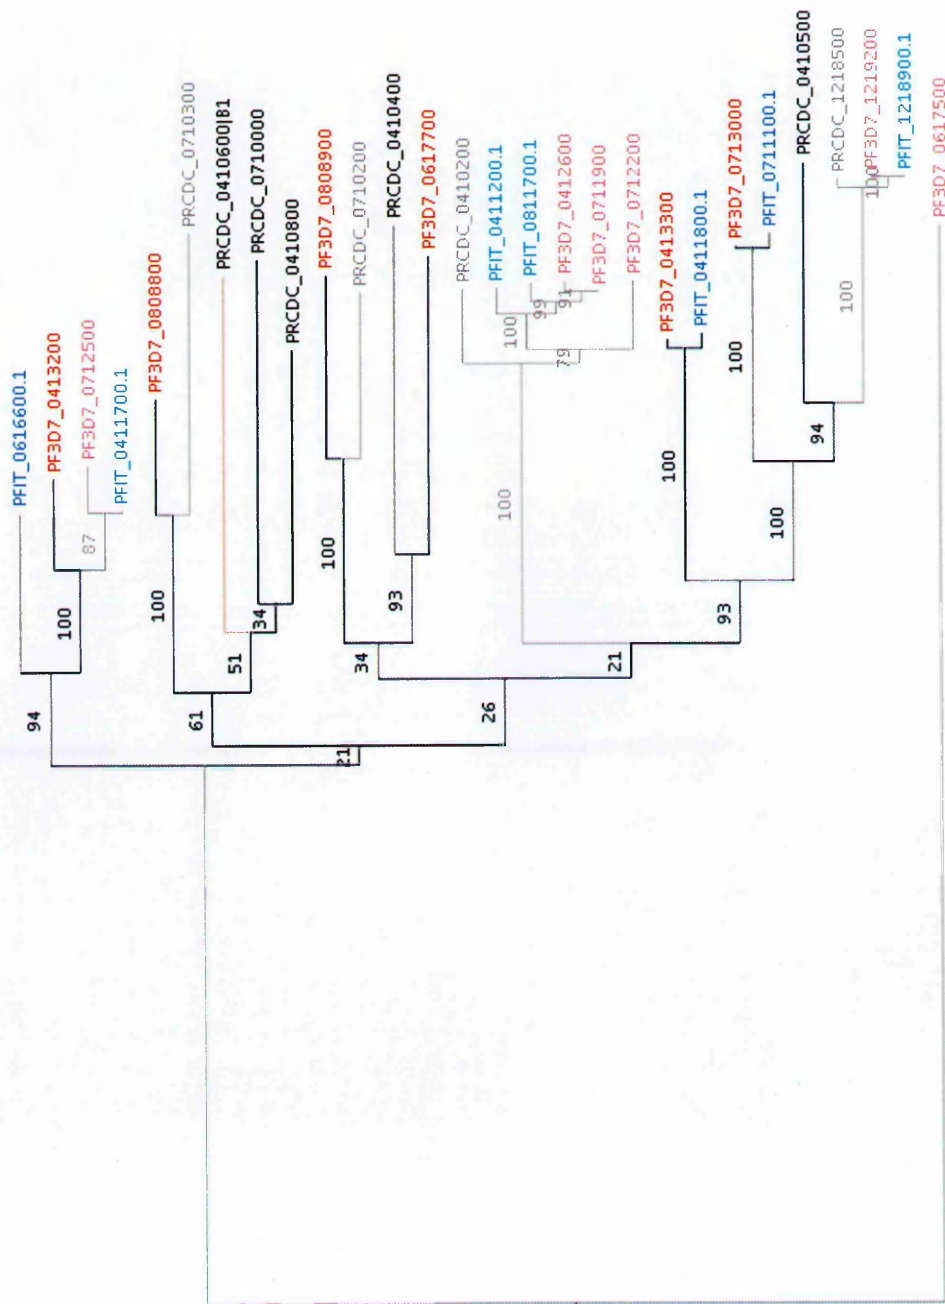 PFIT_0616600.1
PF3D7_0413200
PF3D7_0712500
PFIT_0411700.1
PF3D7_0808800
PRCDC_0710300
PRCDC_0410600|B1
PRCDC_0710000
PRCDC_0410800
PF3D7_0808900
PRCDC_0710200
PRCDC_0410400
PF3D7_0617700
PRCDC_0410200
PFIT_0411200.1
PFIT_0811700.1
PF3D7_0412600
PF3D7_0711900
PF3D7_0712200
PF3D7_0413300
PFIT_0411800.1
PF3D7_0713000
PFIT_0711100.1
PRCDC_0410500
PRCDC_1218500
PF3D7_1219200
PFIT_1218900.1
PF3D7_0617500
94
100
87
100
61
51
34
21
100
34
93
26
100
100
99
91
79
21
100
93
100
100
94
100
100